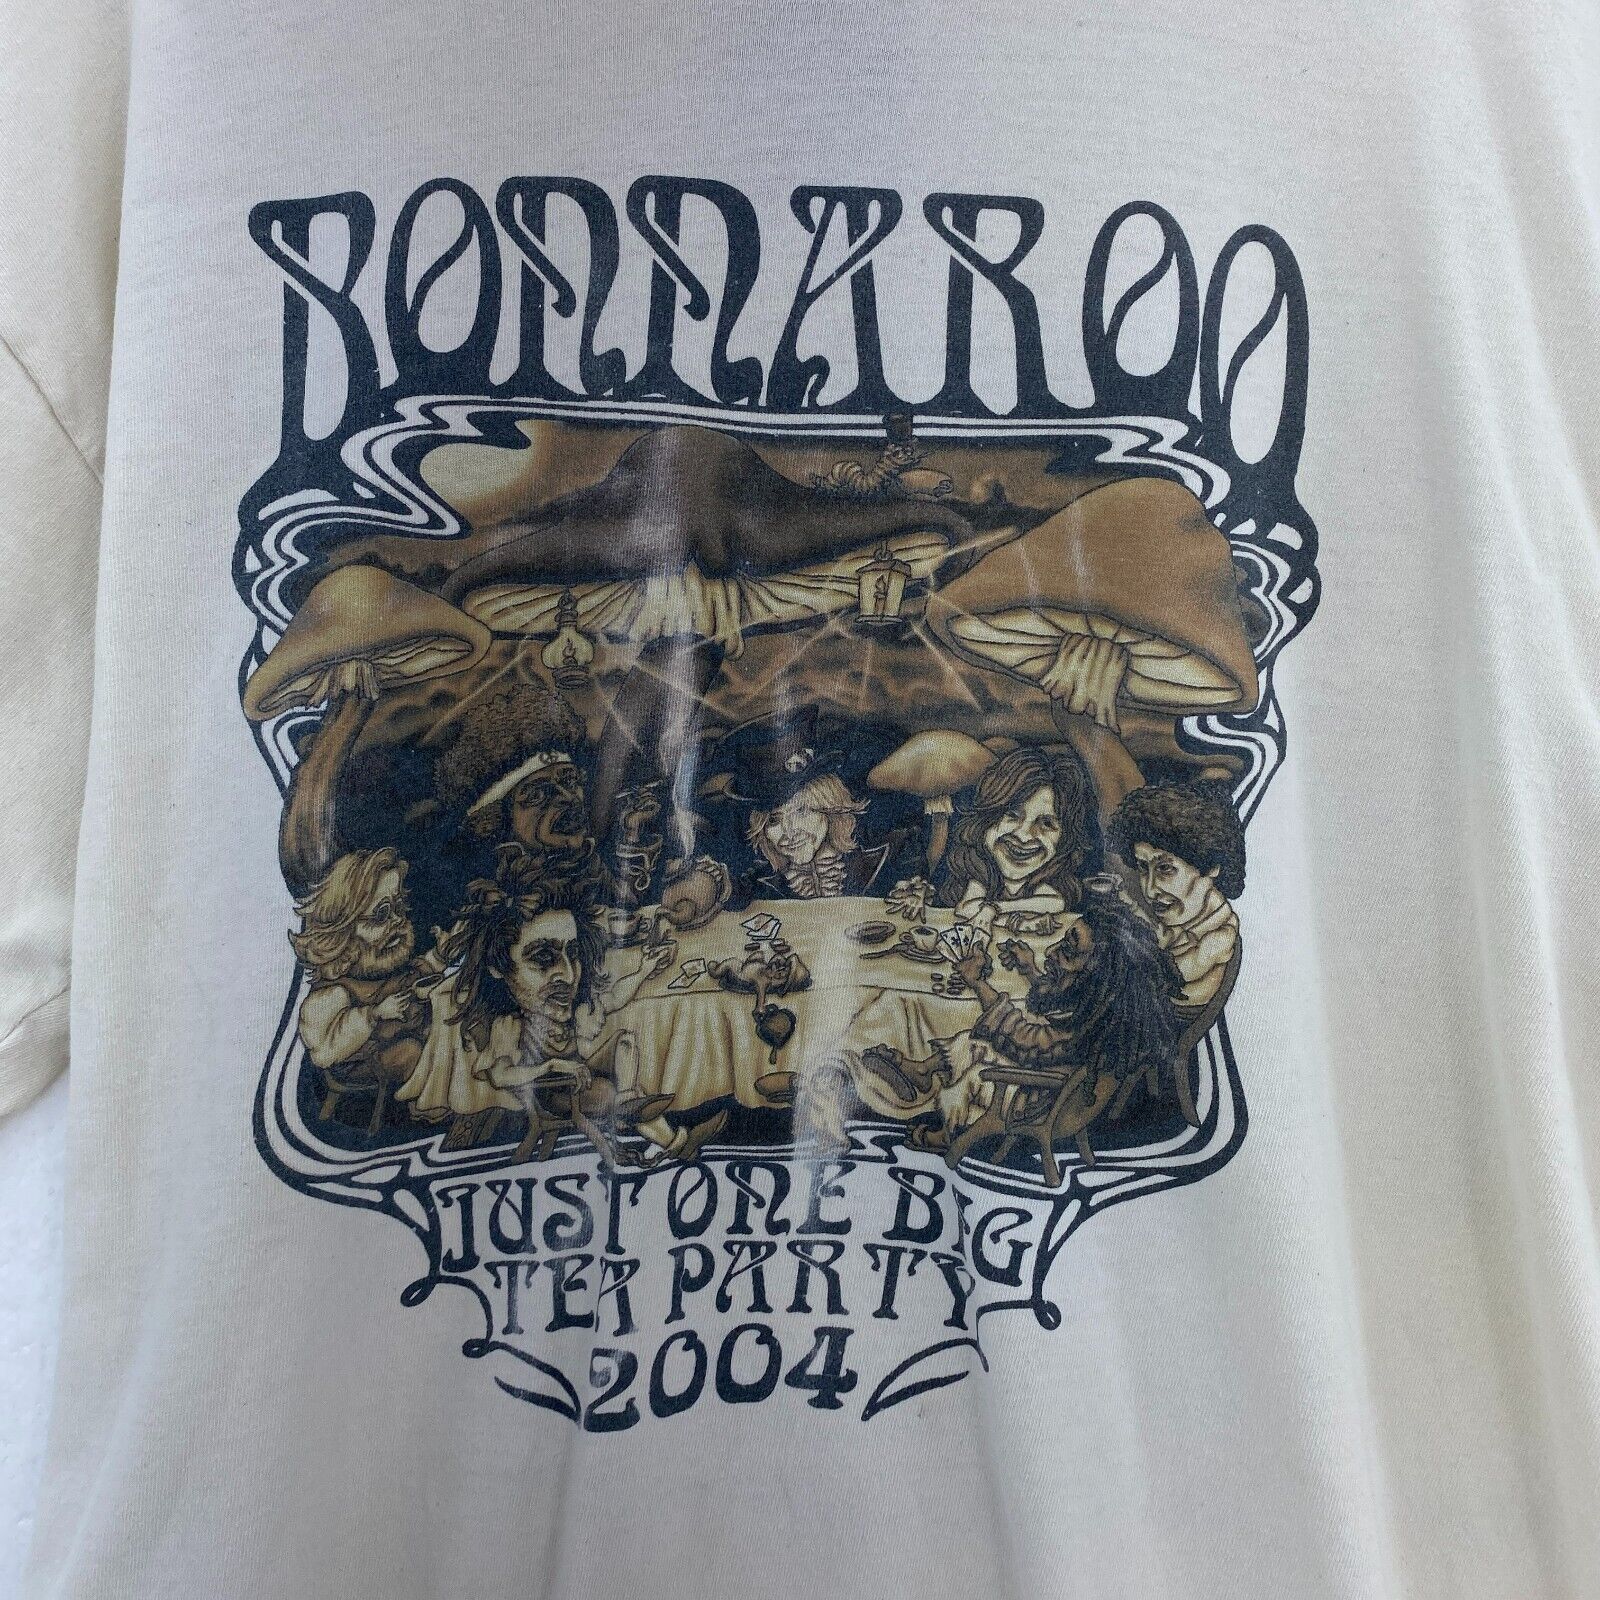 BONNAROO
JUST ONE BIG
TEA PARTY
2004